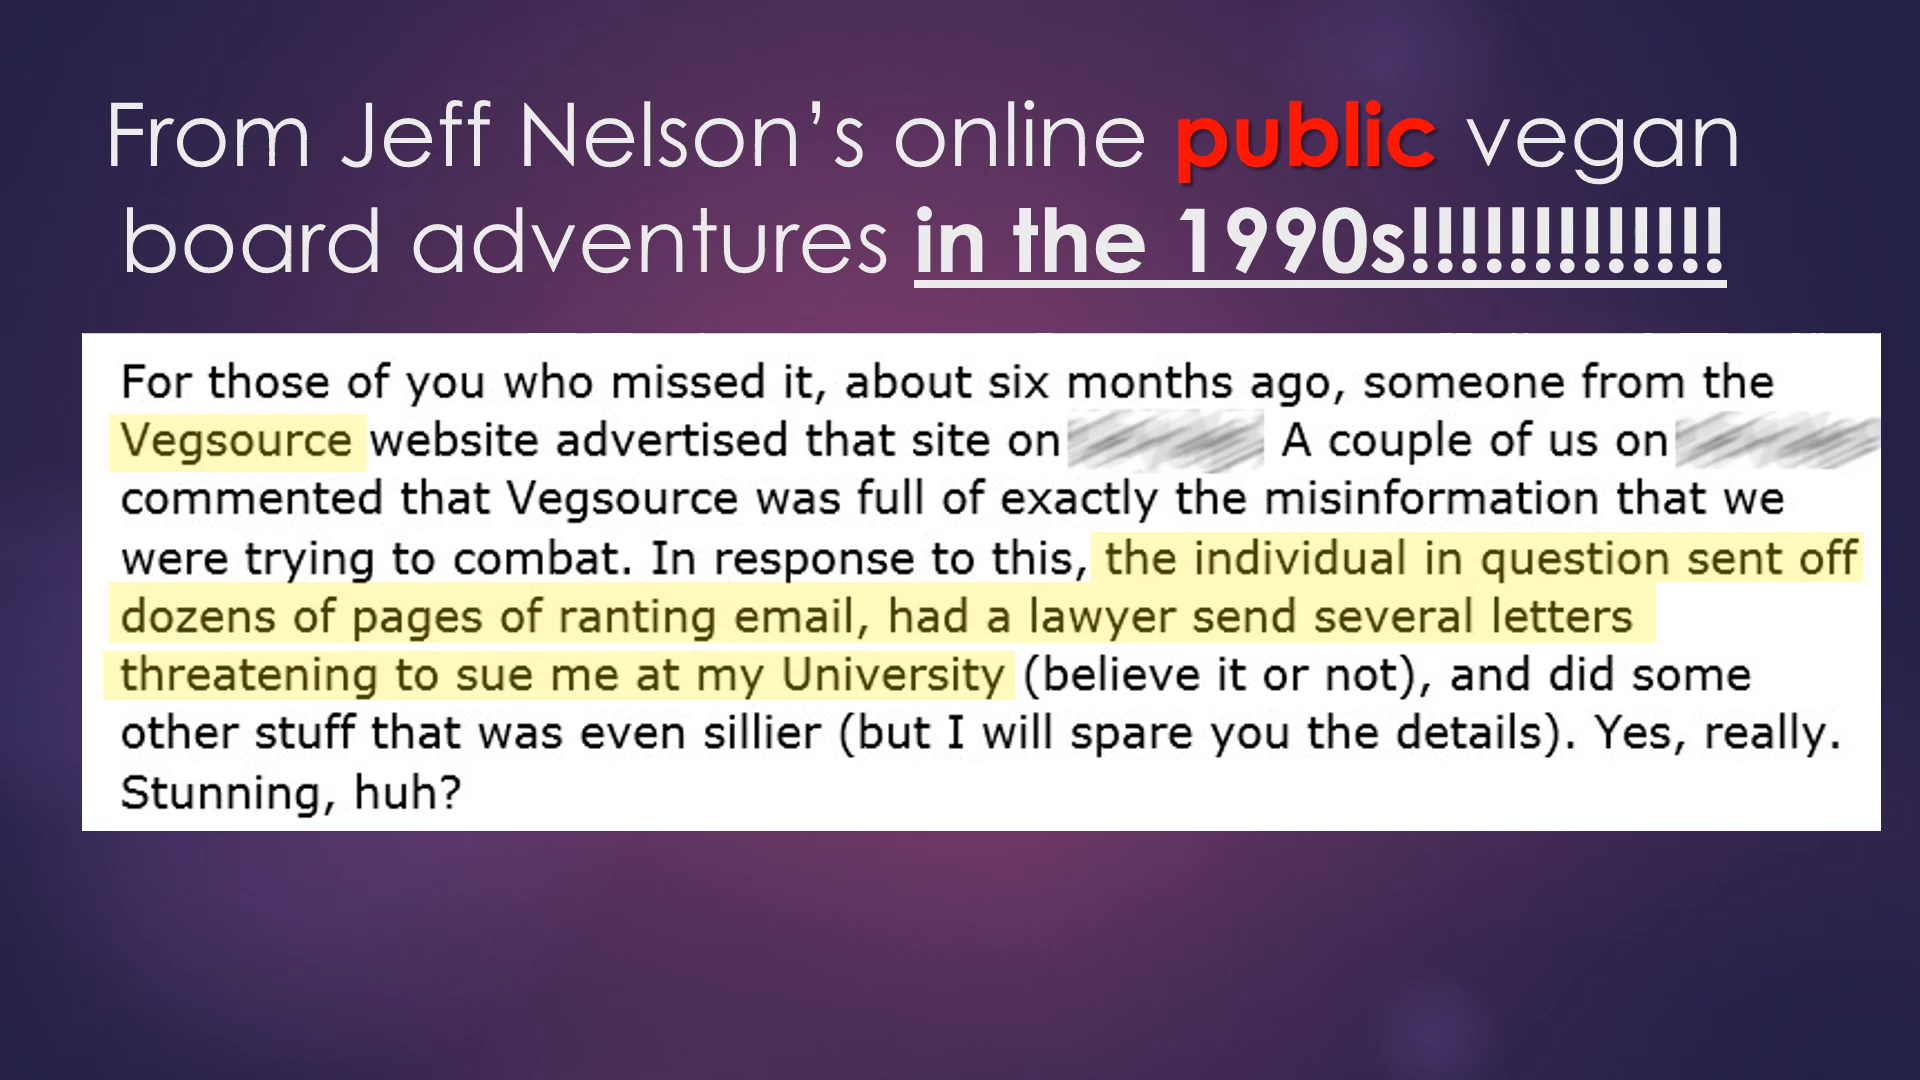 From Jeff Nelson’s online public vegan
board adventures in the 1990s!!!!!!!!!!!!!
For those of you who missed it, about six months ago, someone from the
Vegsource website advertised that site on A couple of us on
commented that Vegsource was full of exactly the misinformation that we
were trying to combat. In response to this, the individual in question sent off
dozens of pages of ranting email, had a lawyer send several letters
threatening to sue me at my University (believe it or not), and did some
other stuff that was even sillier (but I will spare you the details). Yes, really.
Stunning, huh?